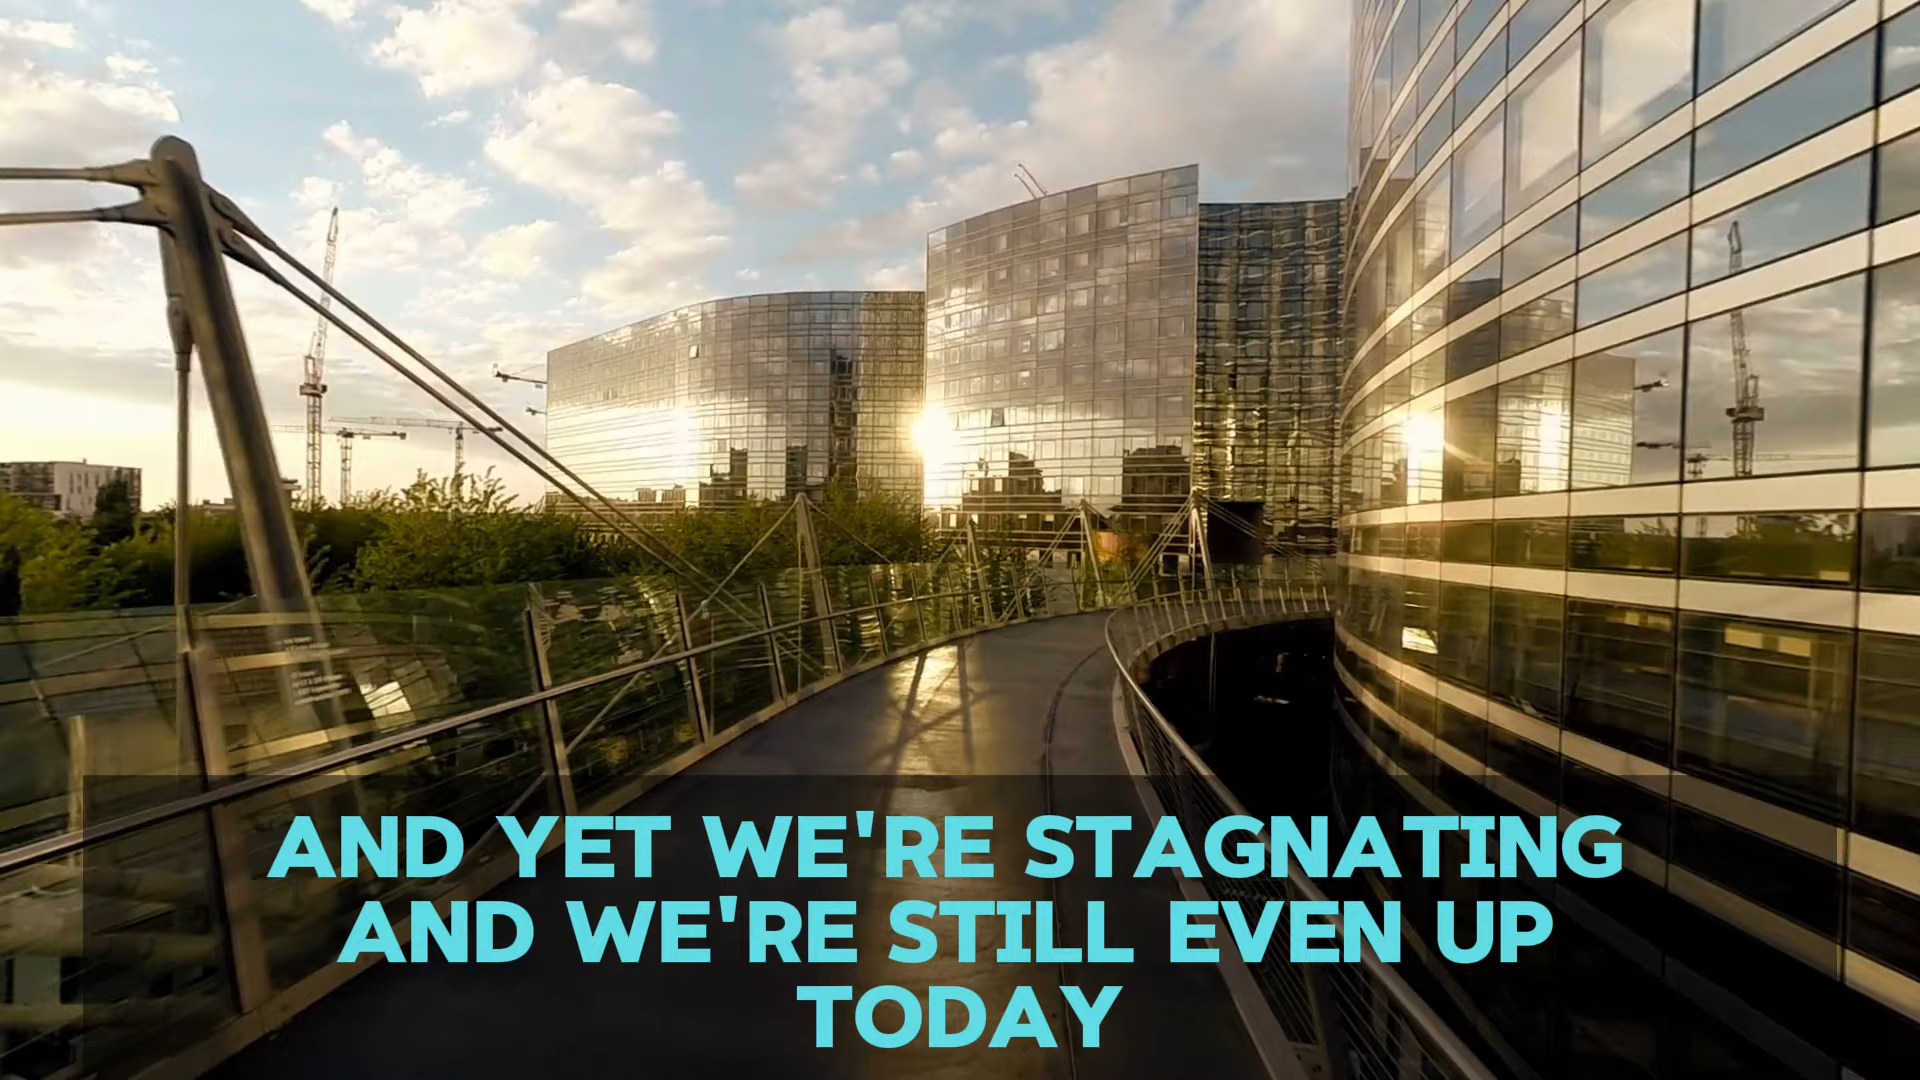 AND YET WE'RE STAGNATING
AND WE'RE STILL EVEN UP
TODAY